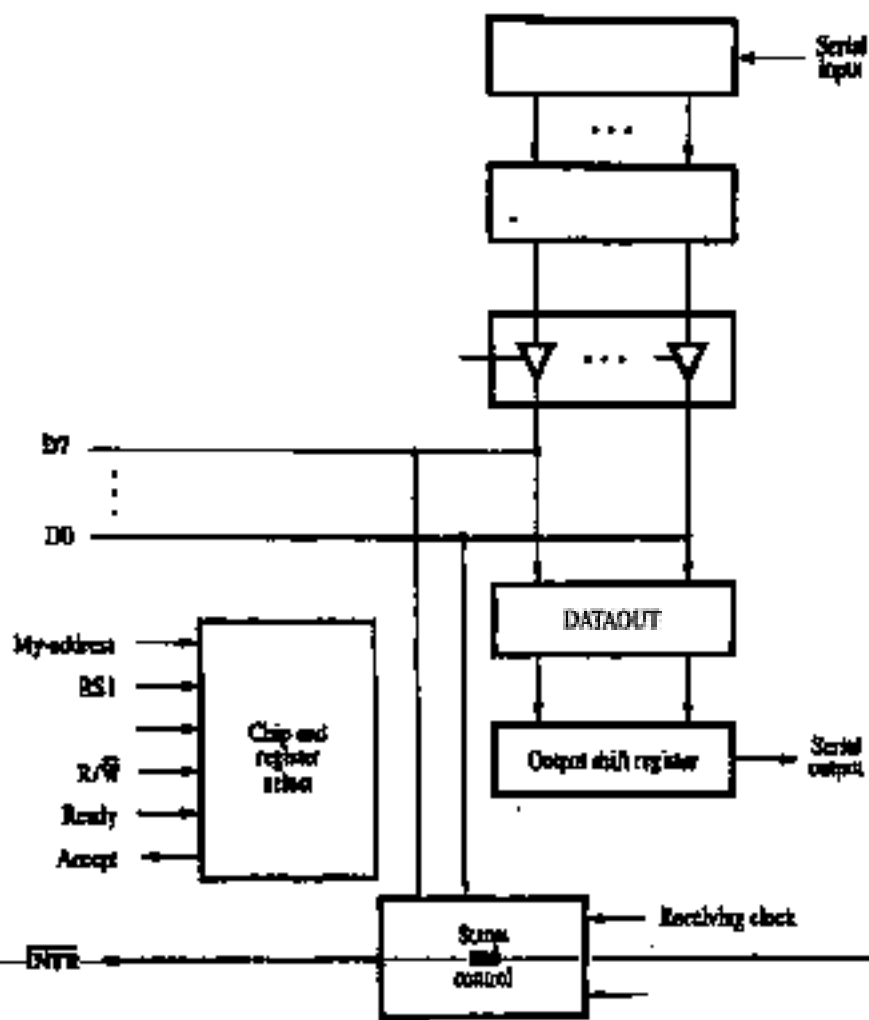 Serial
input
D7
D0
DATAOUT
My-address
RS1
R/W̅
Ready
Accept
Chip and
register
select
Output shift register
Serial
output
Receiving clock
Status
and
control
INTR